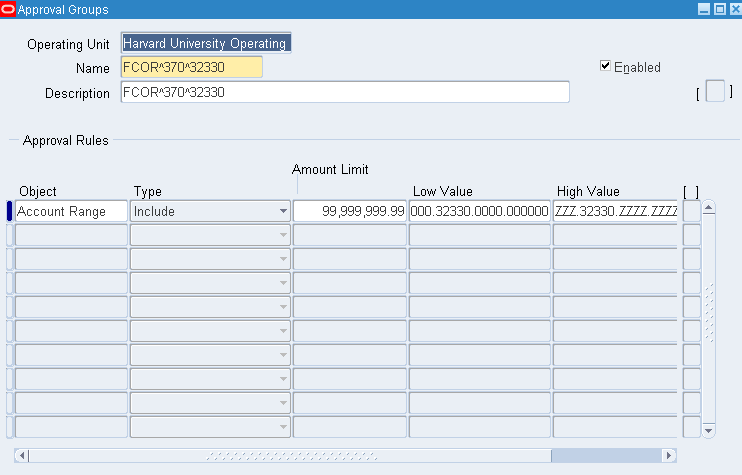 Approval Groups
Operating Unit Harvard University Operating
Name FCOR^370^32330
Enabled
Description FCOR^370^32330
[ ]
Approval Rules
Amount Limit
Object Type Low Value High Value [ ]
Account Range Include 99,999,999.99 000.32330.0000.000000 ZZZ.32330.ZZZZ.ZZZZ